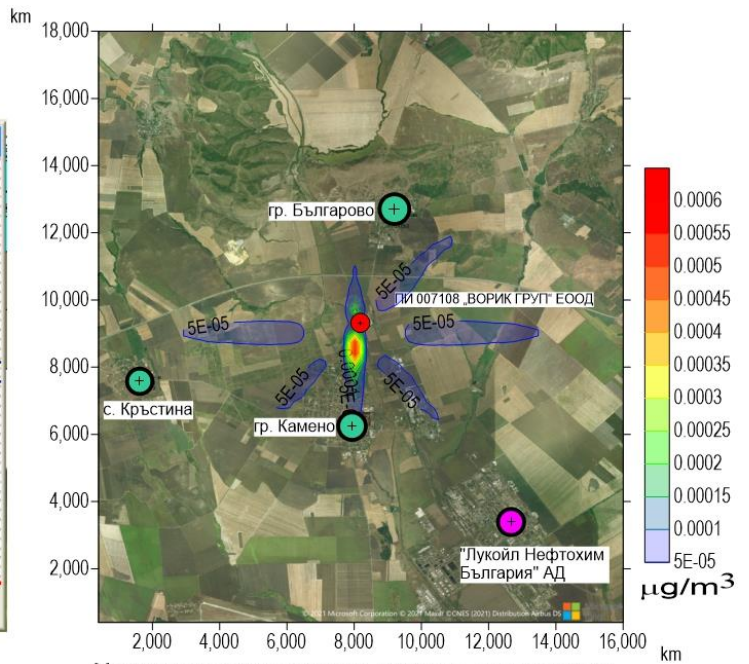 km
18,000
16,000
14,000
12,000
10,000
8,000
6,000
4,000
2,000
гр. Българово
5E-05
ПИ 007108 „ВОРИК ГРУП“ ЕООД
5E-05
5E-05
5E-05
5E-05
с. Кръстина
гр. Камено
"Лукойл Нефтохим
България" АД
2,000
4,000
6,000
8,000
10,000
12,000
14,000
16,000
km
0.0006
0.00055
0.0005
0.00045
0.0004
0.00035
0.0003
0.00025
0.0002
0.00015
0.0001
5E-05
µg/m³